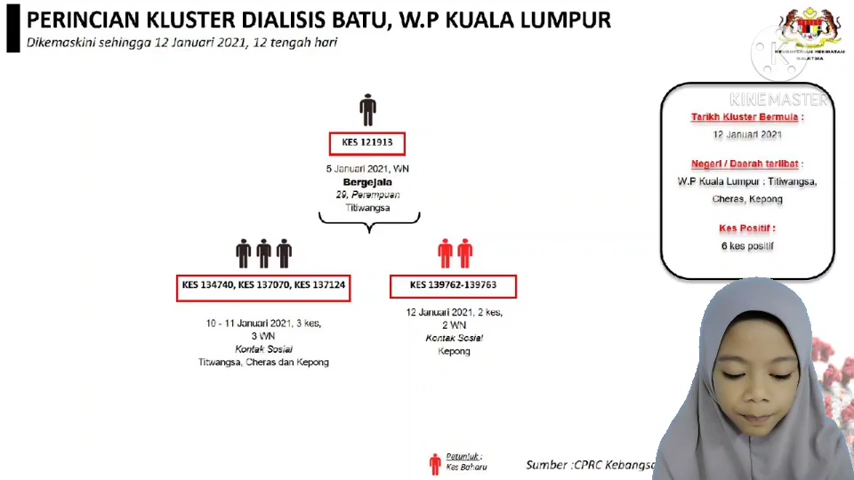 PERINCIAN KLUSTER DIALISIS BATU, W.P KUALA LUMPUR
Dikemaskini sehingga 12 Januari 2021, 12 tengah hari
KINEMASTER
KES 121913
5 Januari 2021, WN
Bergejala
29, Perempuan
Titiwangsa
KES 134740, KES 137070, KES 137124
10 - 11 Januari 2021, 3 kes,
3 WN
Kontak Sosial
Titwangsa, Cheras dan Kepong
KES 139762-139763
12 Januari 2021, 2 kes,
2 WN
Kontak Sosial
Kepong
Tarikh Kluster Bermula :
12 Januari 2021
Negeri / Daerah terlibat :
W.P Kuala Lumpur : Titiwangsa,
Cheras, Kepong
Kes Positif :
6 kes positif
Petunjuk :
Kes Baharu
Sumber :CPRC Kebangsa